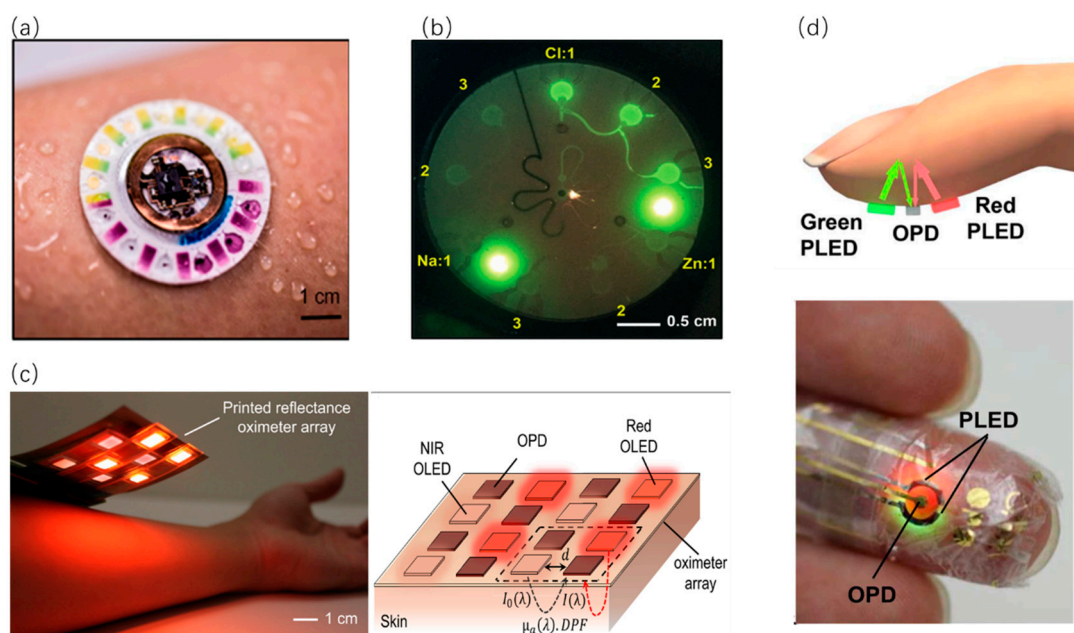 (a)
1 cm
(b)
Cl:1
2
3
Zn:1
2
3
Na:1
2
3
0.5 cm
(c)
Printed reflectance
oximeter array
1 cm
NIR
OLED
OPD
Red
OLED
d
I₀(λ)
I(λ)
μₐ(λ). DPF
Skin
oximeter
array
(d)
Green
PLED
OPD
Red
PLED
PLED
OPD